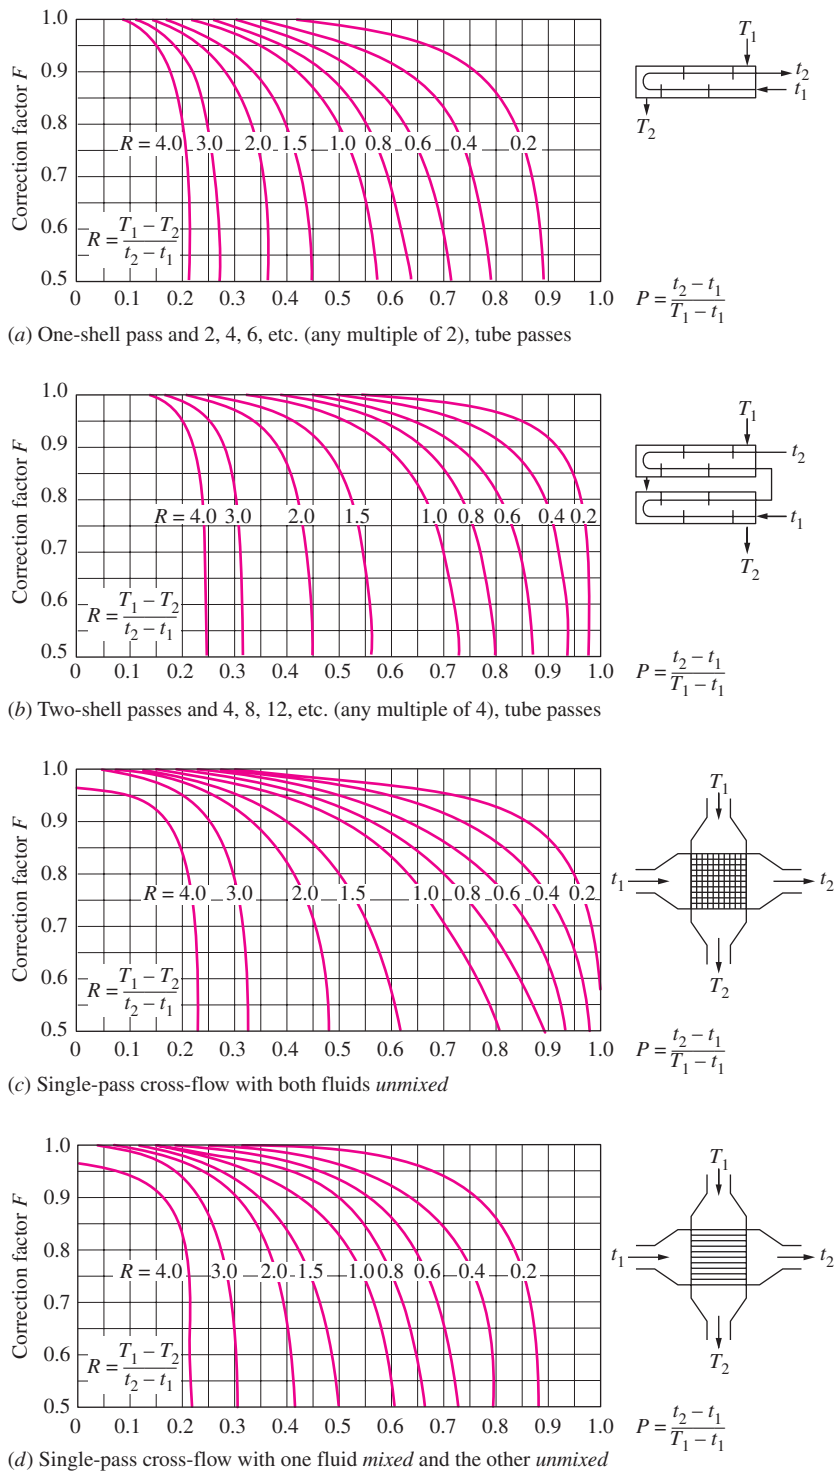 Correction factor F
1.0
0.9
0.8
0.7
0.6
0.5
R = 4.0 3.0 2.0 1.5 1.0 0.8 0.6 0.4 0.2
R = (T₁ − T₂)/(t₂ − t₁)
0 0.1 0.2 0.3 0.4 0.5 0.6 0.7 0.8 0.9 1.0
T₁
t₂
t₁
T₂
P = (t₂ − t₁)/(T₁ − t₁)
(a) One-shell pass and 2, 4, 6, etc. (any multiple of 2), tube passes
Correction factor F
1.0
0.9
0.8
0.7
0.6
0.5
R = 4.0 3.0 2.0 1.5 1.0 0.8 0.6 0.4 0.2
R = (T₁ − T₂)/(t₂ − t₁)
0 0.1 0.2 0.3 0.4 0.5 0.6 0.7 0.8 0.9 1.0
T₁
t₂
t₁
T₂
P = (t₂ − t₁)/(T₁ − t₁)
(b) Two-shell passes and 4, 8, 12, etc. (any multiple of 4), tube passes
Correction factor F
1.0
0.9
0.8
0.7
0.6
0.5
R = 4.0 3.0 2.0 1.5 1.0 0.8 0.6 0.4 0.2
R = (T₁ − T₂)/(t₂ − t₁)
0 0.1 0.2 0.3 0.4 0.5 0.6 0.7 0.8 0.9 1.0
T₁
t₁ t₂
T₂
P = (t₂ − t₁)/(T₁ − t₁)
(c) Single-pass cross-flow with both fluids unmixed
Correction factor F
1.0
0.9
0.8
0.7
0.6
0.5
R = 4.0 3.0 2.0 1.5 1.0 0.8 0.6 0.4 0.2
R = (T₁ − T₂)/(t₂ − t₁)
0 0.1 0.2 0.3 0.4 0.5 0.6 0.7 0.8 0.9 1.0
T₁
t₁ t₂
T₂
P = (t₂ − t₁)/(T₁ − t₁)
(d) Single-pass cross-flow with one fluid mixed and the other unmixed